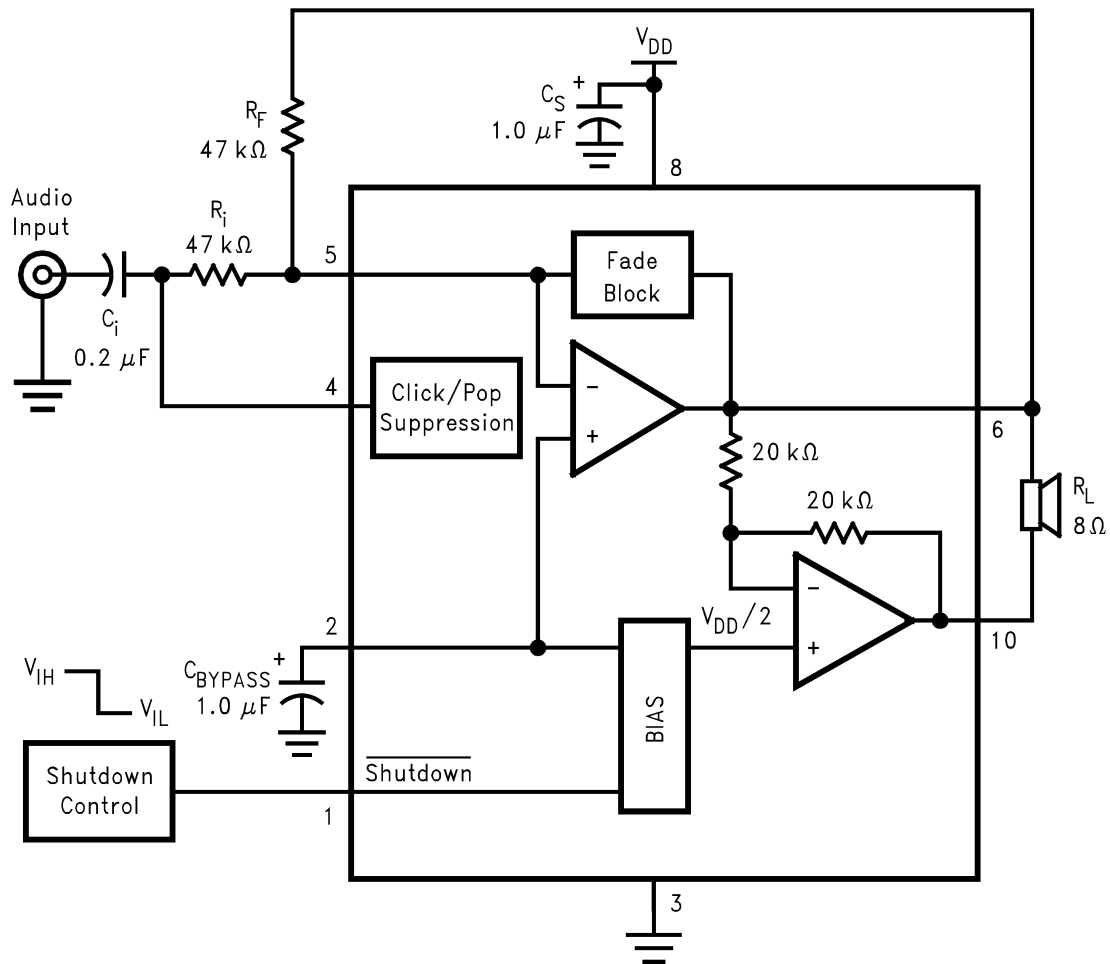 V_DD
C_S +
1.0 μF
8
R_F
47 kΩ
Audio
Input
R_i
47 kΩ
C_i
0.2 μF
5
Fade
Block
4
Click/Pop
Suppression
−
+
6
20 kΩ
20 kΩ
R_L
8 Ω
−
+
V_DD/2
10
2
C_BYPASS +
1.0 μF
BIAS
V_IH
V_IL
Shutdown
Control
Shutdown
1
3